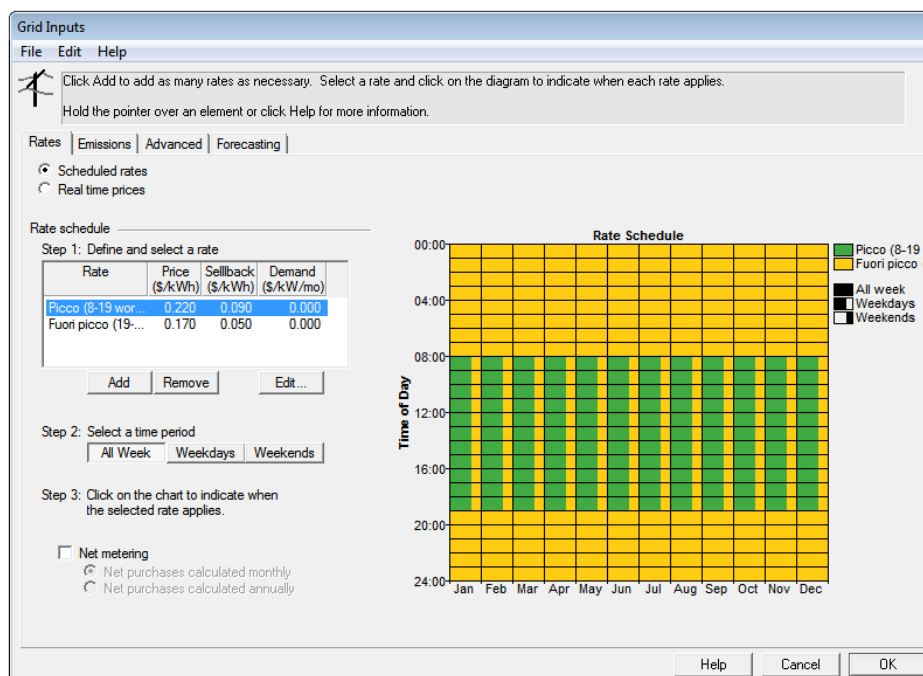 Grid Inputs
File Edit Help
Click Add to add as many rates as necessary. Select a rate and click on the diagram to indicate when each rate applies.
Hold the pointer over an element or click Help for more information.
Rates Emissions Advanced Forecasting
Scheduled rates
Real time prices
Rate schedule
Step 1: Define and select a rate
Rate Price Sellback Demand
($/kWh) ($/kWh) ($/kW/mo)
Picco (8-19 wor... 0.220 0.090 0.000
Fuori picco (19-... 0.170 0.050 0.000
Add Remove Edit...
Step 2: Select a time period
All Week Weekdays Weekends
Step 3: Click on the chart to indicate when
the selected rate applies.
Net metering
Net purchases calculated monthly
Net purchases calculated annually
Rate Schedule
Time of Day
00:00
04:00
08:00
12:00
16:00
20:00
24:00
Jan Feb Mar Apr May Jun Jul Aug Sep Oct Nov Dec
Picco (8-19
Fuori picco
All week
Weekdays
Weekends
Help Cancel OK